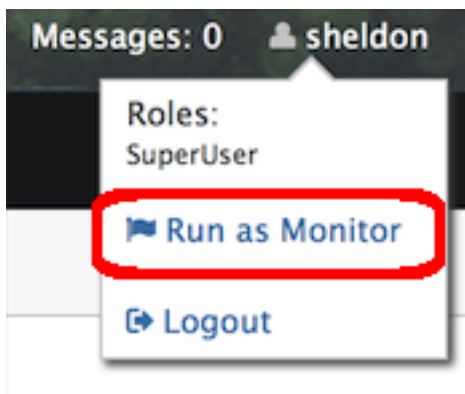 Messages: 0 sheldon
Roles:
SuperUser
Run as Monitor
Logout